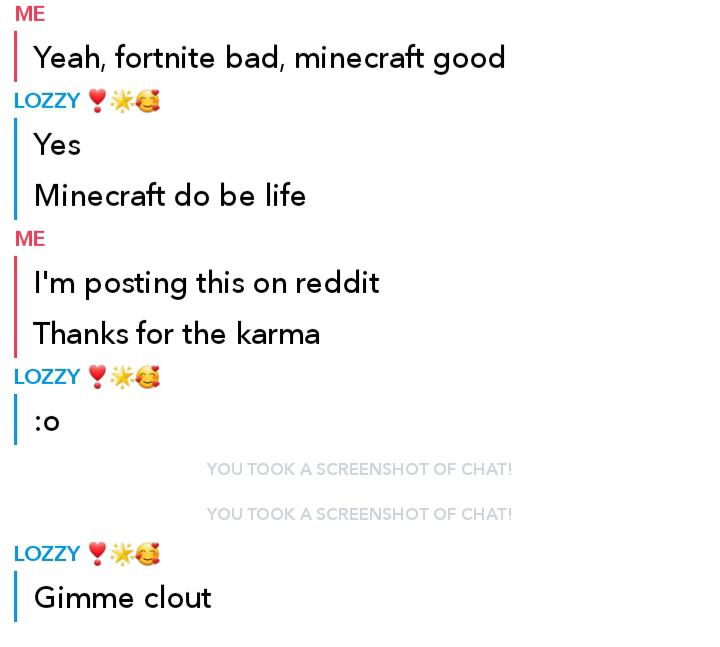 ME
Yeah, fortnite bad, minecraft good
LOZZY ❣️🌟🥰
Yes
Minecraft do be life
ME
I'm posting this on reddit
Thanks for the karma
LOZZY ❣️🌟🥰
:o
YOU TOOK A SCREENSHOT OF CHAT!
YOU TOOK A SCREENSHOT OF CHAT!
LOZZY ❣️🌟🥰
Gimme clout